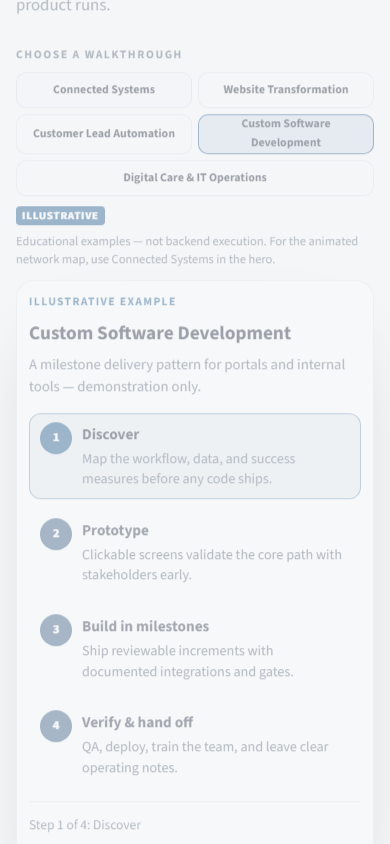 product runs.
CHOOSE A WALKTHROUGH
Connected Systems
Website Transformation
Customer Lead Automation
Custom Software
Development
Digital Care & IT Operations
ILLUSTRATIVE
Educational examples — not backend execution. For the animated
network map, use Connected Systems in the hero.
ILLUSTRATIVE EXAMPLE
Custom Software Development
A milestone delivery pattern for portals and internal
tools — demonstration only.
1
Discover
Map the workflow, data, and success
measures before any code ships.
2
Prototype
Clickable screens validate the core path with
stakeholders early.
3
Build in milestones
Ship reviewable increments with
documented integrations and gates.
4
Verify & hand off
QA, deploy, train the team, and leave clear
operating notes.
Step 1 of 4: Discover